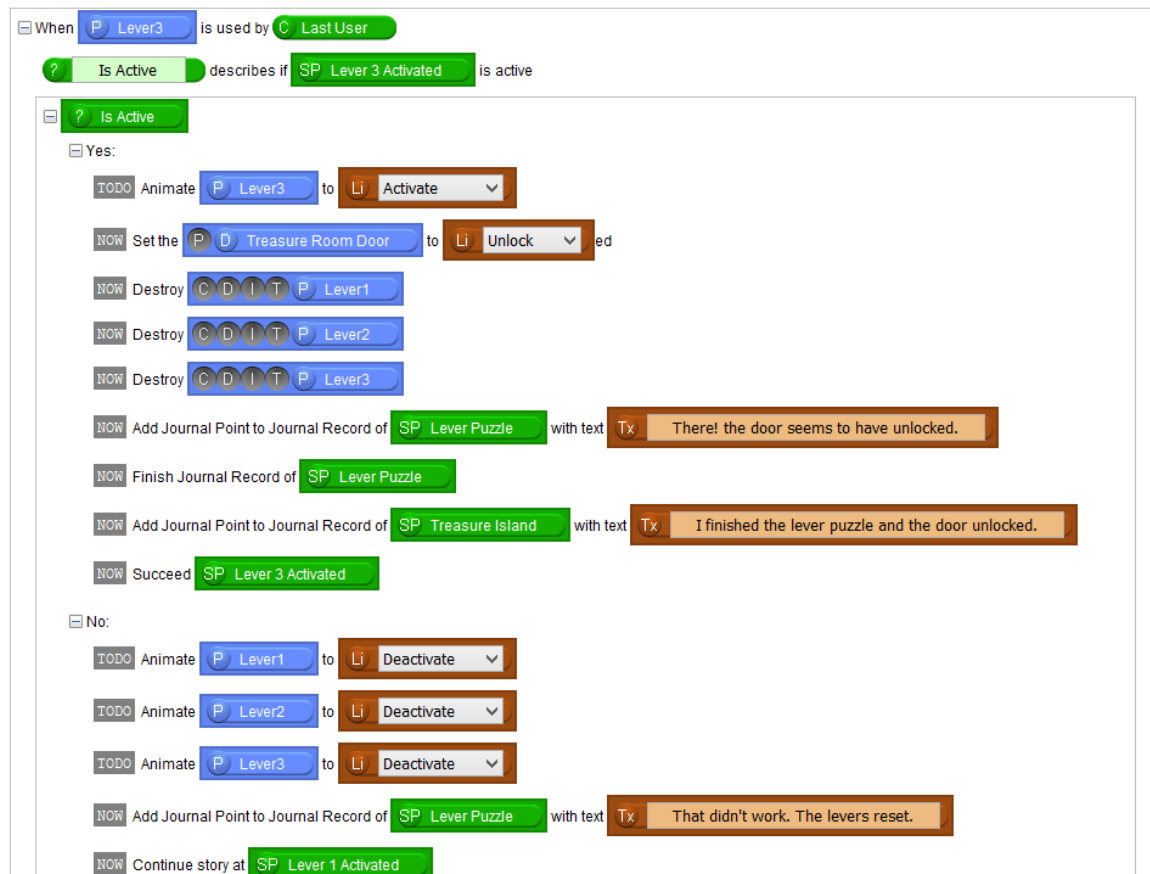 When P Lever3 is used by C Last User
? Is Active describes if SP Lever 3 Activated is active
? Is Active
Yes:
TODO Animate P Lever3 to Li Activate
NOW Set the P D Treasure Room Door to Li Unlock ed
NOW Destroy C D I T P Lever1
NOW Destroy C D I T P Lever2
NOW Destroy C D I T P Lever3
NOW Add Journal Point to Journal Record of SP Lever Puzzle with text Tx There! the door seems to have unlocked.
NOW Finish Journal Record of SP Lever Puzzle
NOW Add Journal Point to Journal Record of SP Treasure Island with text Tx I finished the lever puzzle and the door unlocked.
NOW Succeed SP Lever 3 Activated
No:
TODO Animate P Lever1 to Li Deactivate
TODO Animate P Lever2 to Li Deactivate
TODO Animate P Lever3 to Li Deactivate
NOW Add Journal Point to Journal Record of SP Lever Puzzle with text Tx That didn't work. The levers reset.
NOW Continue story at SP Lever 1 Activated